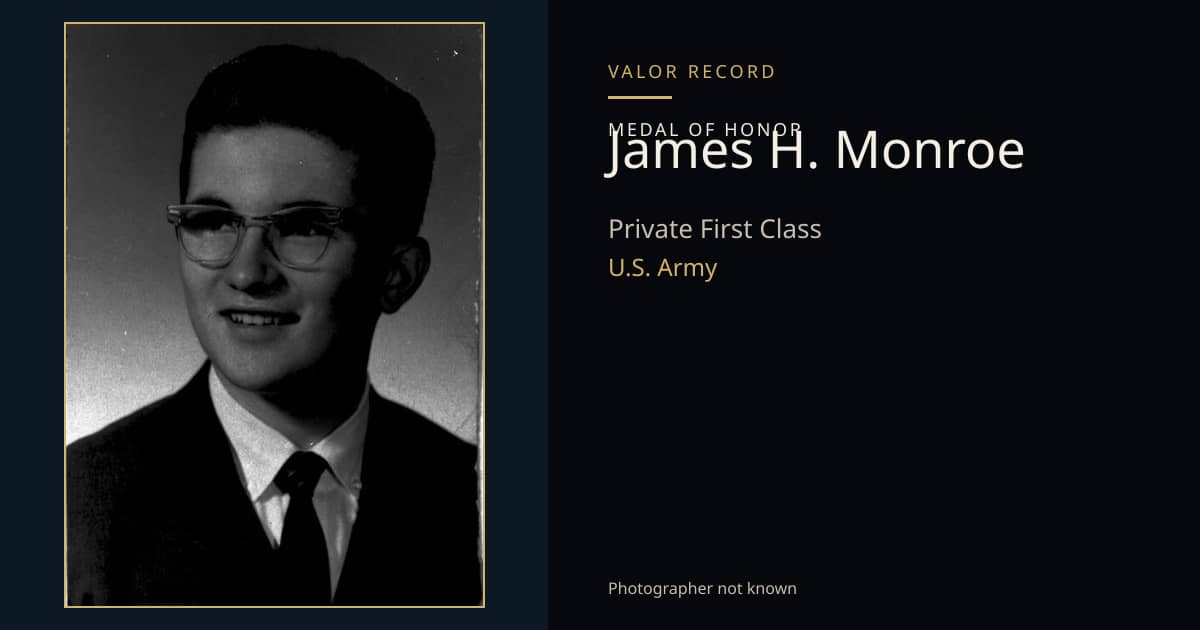 VALOR RECORD
MEDAL OF HONOR
James H. Monroe
Private First Class
U.S. Army
Photographer not known